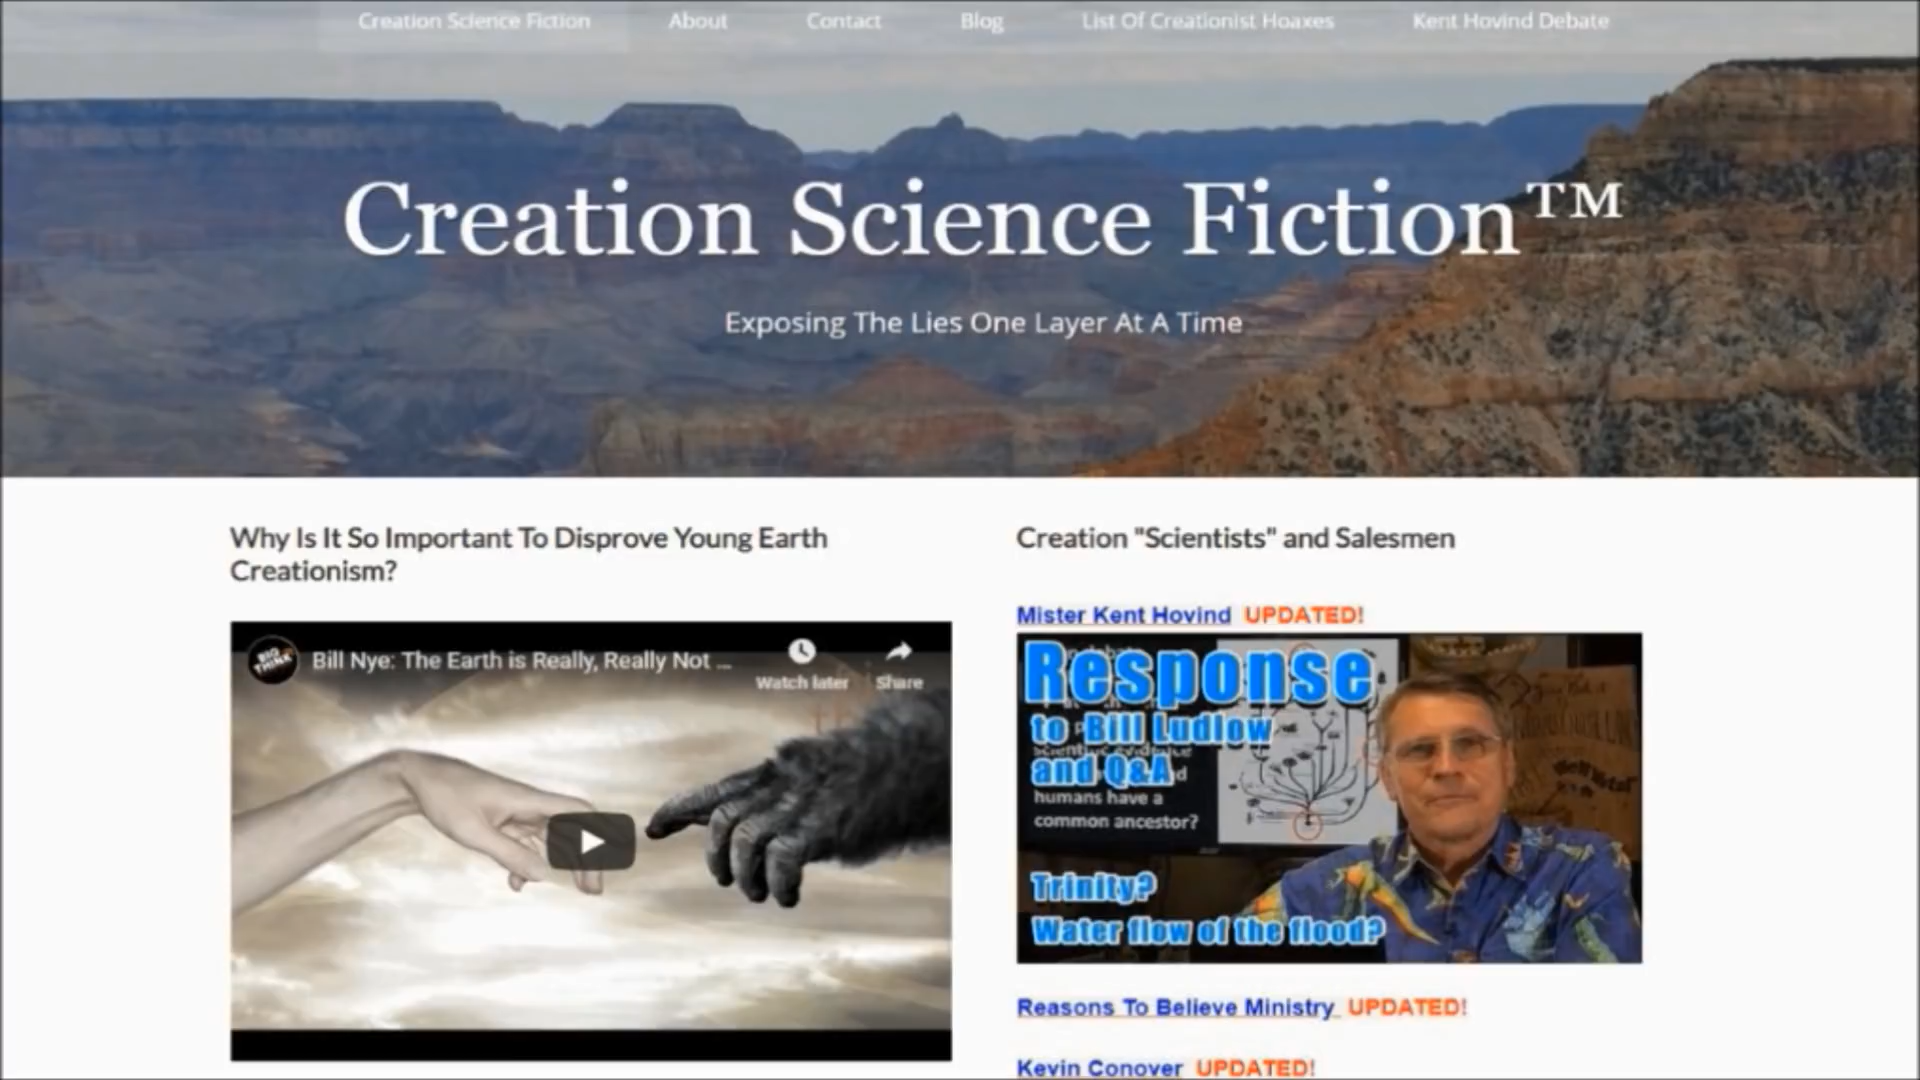 Creation Science Fiction About Contact Blog List Of Creationist Hoaxes Kent Hovind Debate
Creation Science Fiction™
Exposing The Lies One Layer At A Time
Why Is It So Important To Disprove Young Earth
Creationism?
BIG
THINK
Bill Nye: The Earth is Really, Really Not ...
Watch later Share
Creation "Scientists" and Salesmen
Mister Kent Hovind UPDATED!
Response
to Bill Ludlow
and Q&A
humans have a
common ancestor?
Trinity?
Water flow of the flood?
Reasons To Believe Ministry UPDATED!
Kevin Conover UPDATED!